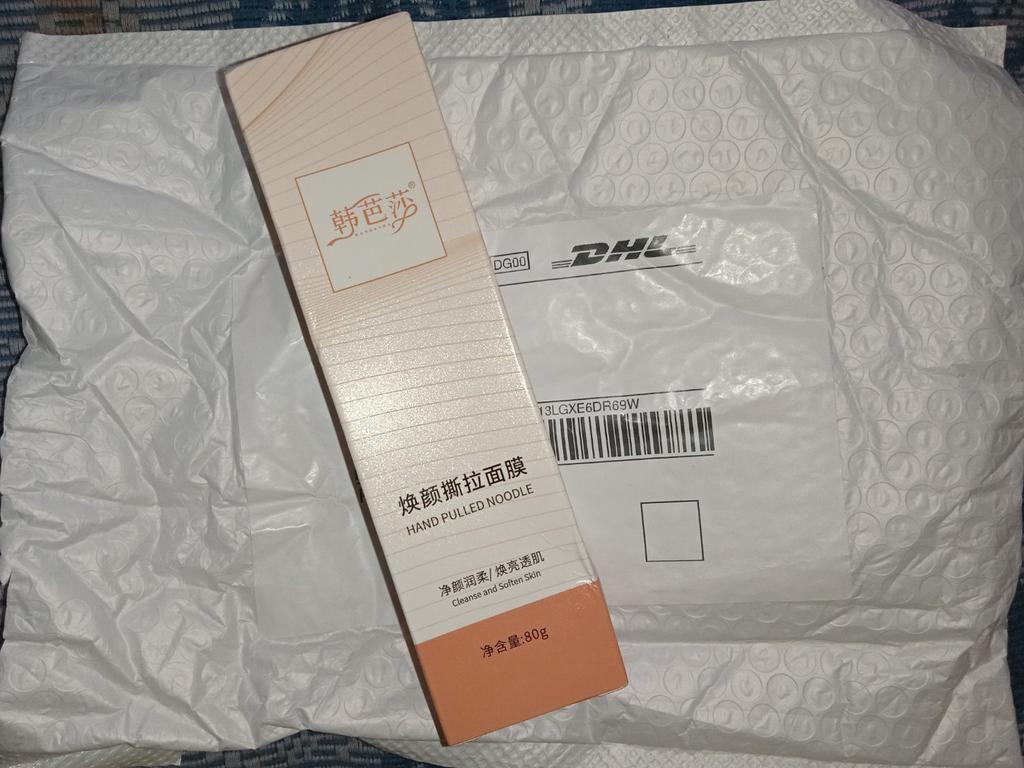 韩芭莎®
焕颜撕拉面膜
HAND PULLED NOODLE
净颜润柔/焕亮透肌
Cleanse and Soften Skin
净含量:80g
DG00
DHL
13LGXE6DR69W